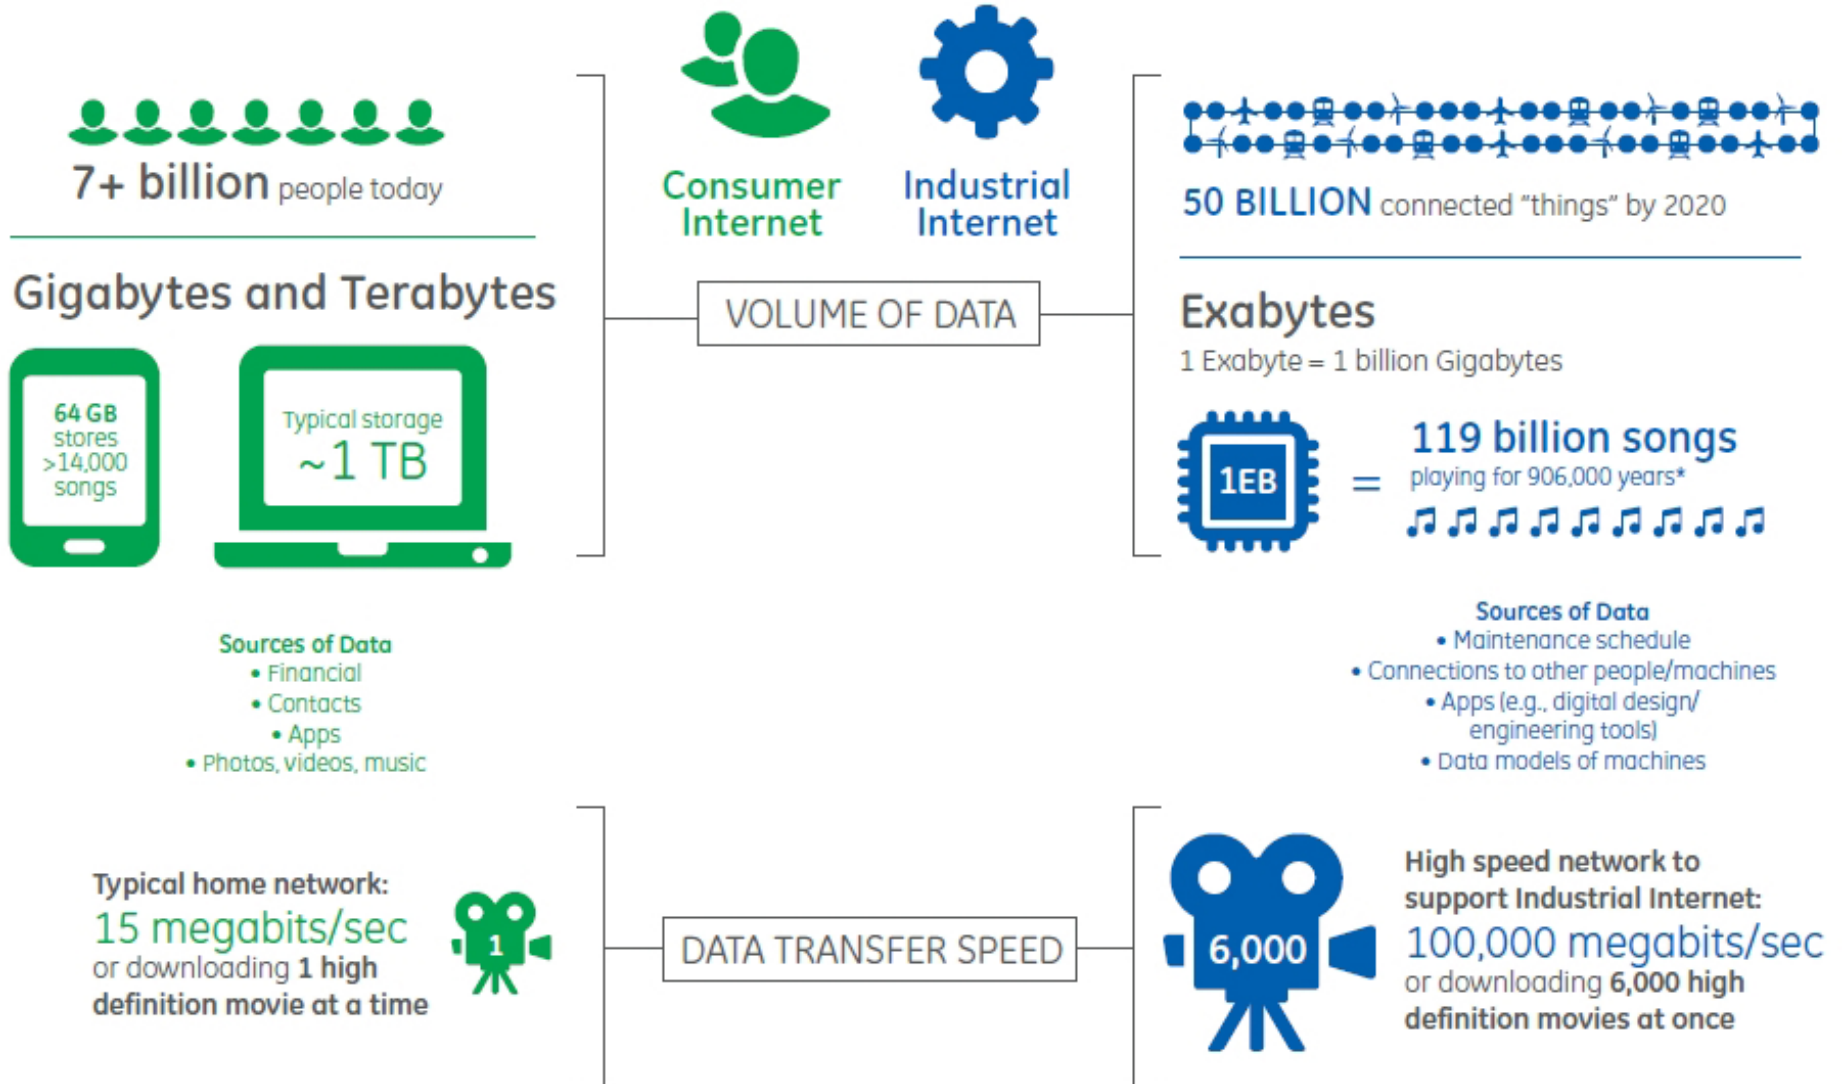 Consumer
Internet
Industrial
Internet
7+ billion people today
Gigabytes and Terabytes
64 GB
stores
>14,000
songs
Typical storage
~1 TB
VOLUME OF DATA
50 BILLION connected “things” by 2020
Exabytes
1 Exabyte = 1 billion Gigabytes
1EB
=
119 billion songs
playing for 906,000 years*
Sources of Data
• Financial
• Contacts
• Apps
• Photos, videos, music
Sources of Data
• Maintenance schedule
• Connections to other people/machines
• Apps (e.g., digital design/
engineering tools)
• Data models of machines
Typical home network:
15 megabits/sec
or downloading 1 high
definition movie at a time
1
DATA TRANSFER SPEED
6,000
High speed network to
support Industrial Internet:
100,000 megabits/sec
or downloading 6,000 high
definition movies at once